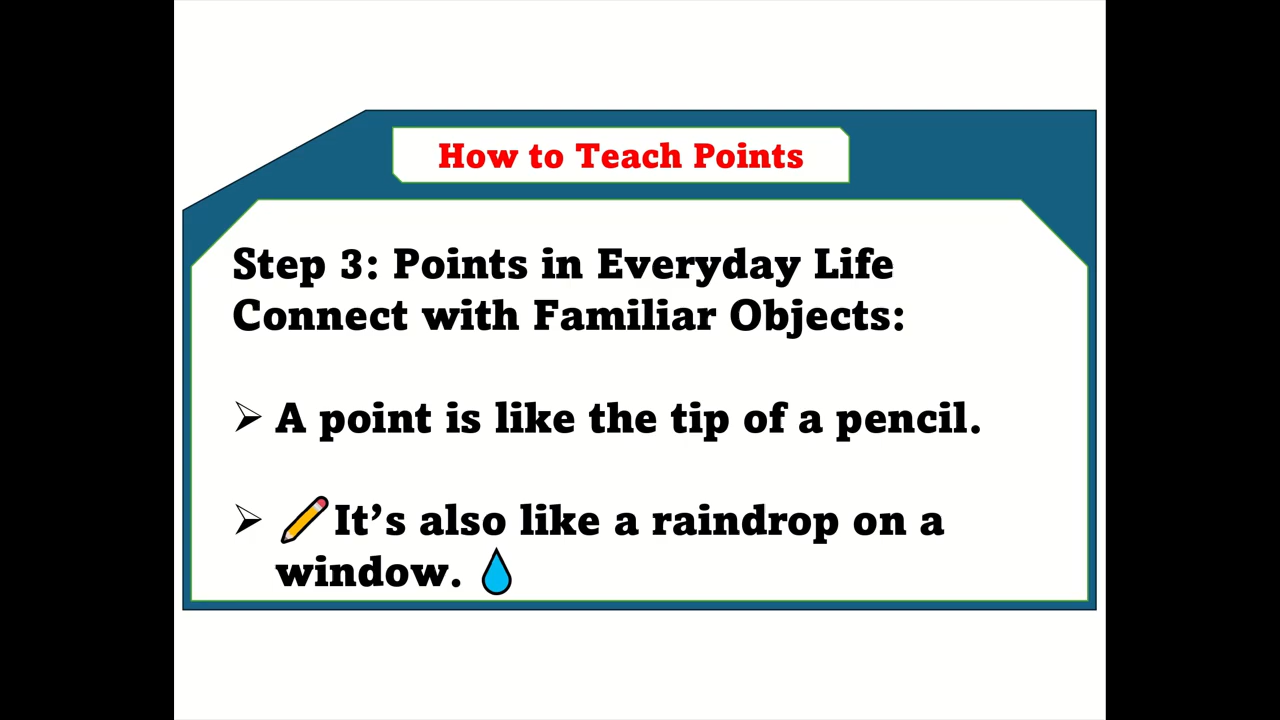 How to Teach Points
Step 3: Points in Everyday Life
Connect with Familiar Objects:
➢ A point is like the tip of a pencil.
➢ ✏️It’s also like a raindrop on a
window. 💧